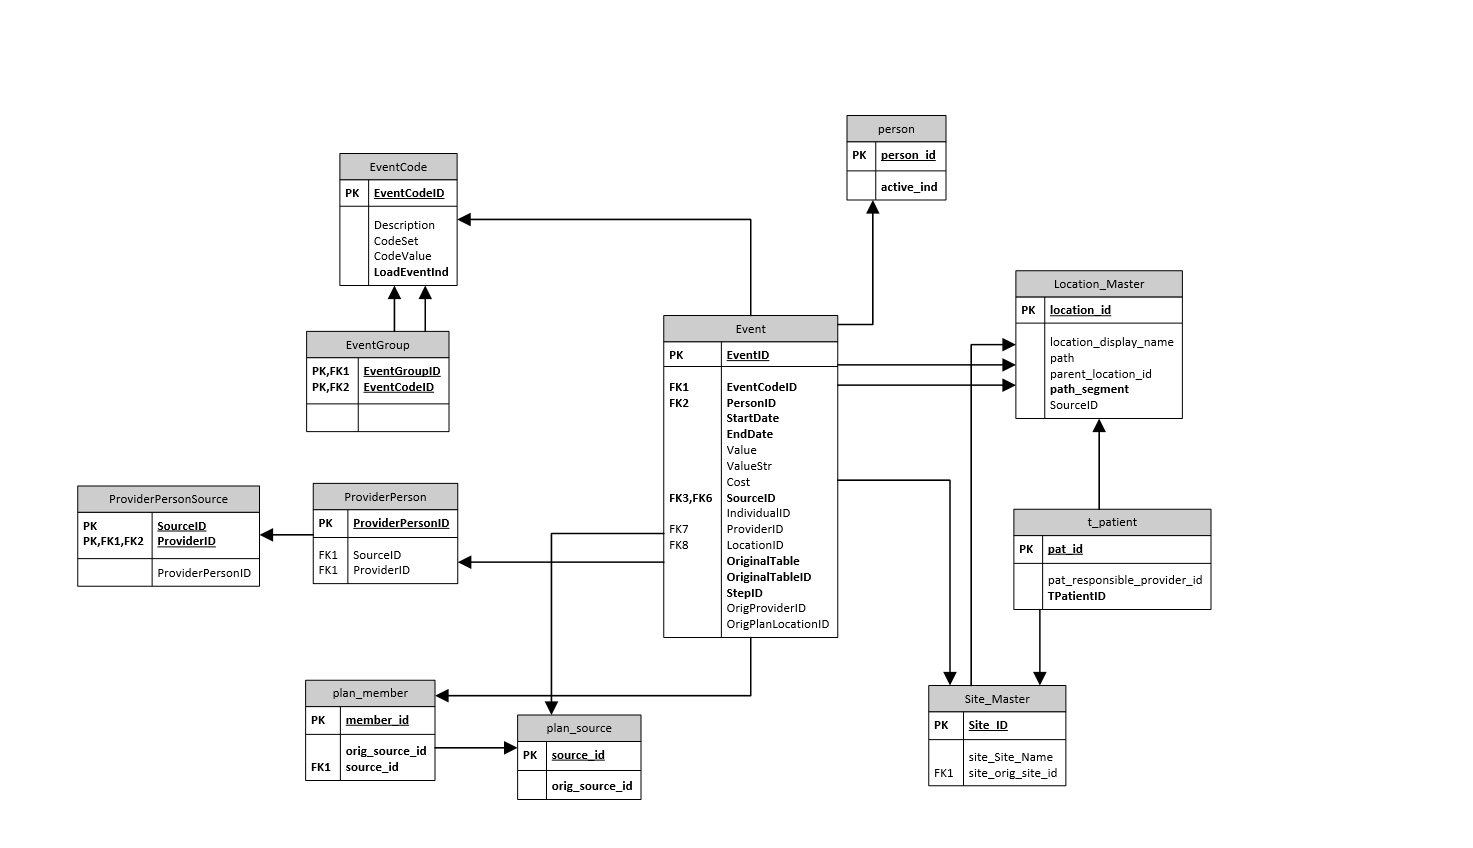 person
PK person_id
active_ind
EventCode
PK EventCodeID
Description
CodeSet
CodeValue
LoadEventInd
Location_Master
PK location_id
location_display_name
path
parent_location_id
path_segment
SourceID
EventGroup
PK,FK1 EventGroupID
PK,FK2 EventCodeID
Event
PK EventID
FK1 EventCodeID
FK2 PersonID
StartDate
EndDate
Value
ValueStr
Cost
FK3,FK6 SourceID
IndividualID
FK7 ProviderID
FK8 LocationID
OriginalTable
OriginalTableID
StepID
OrigProviderID
OrigPlanLocationID
ProviderPersonSource
PK SourceID
PK,FK1,FK2 ProviderID
ProviderPersonID
ProviderPerson
PK ProviderPersonID
FK1 SourceID
FK1 ProviderID
t_patient
PK pat_id
pat_responsible_provider_id
TPatientID
plan_member
PK member_id
orig_source_id
FK1 source_id
plan_source
PK source_id
orig_source_id
Site_Master
PK Site_ID
site_Site_Name
FK1 site_orig_site_id